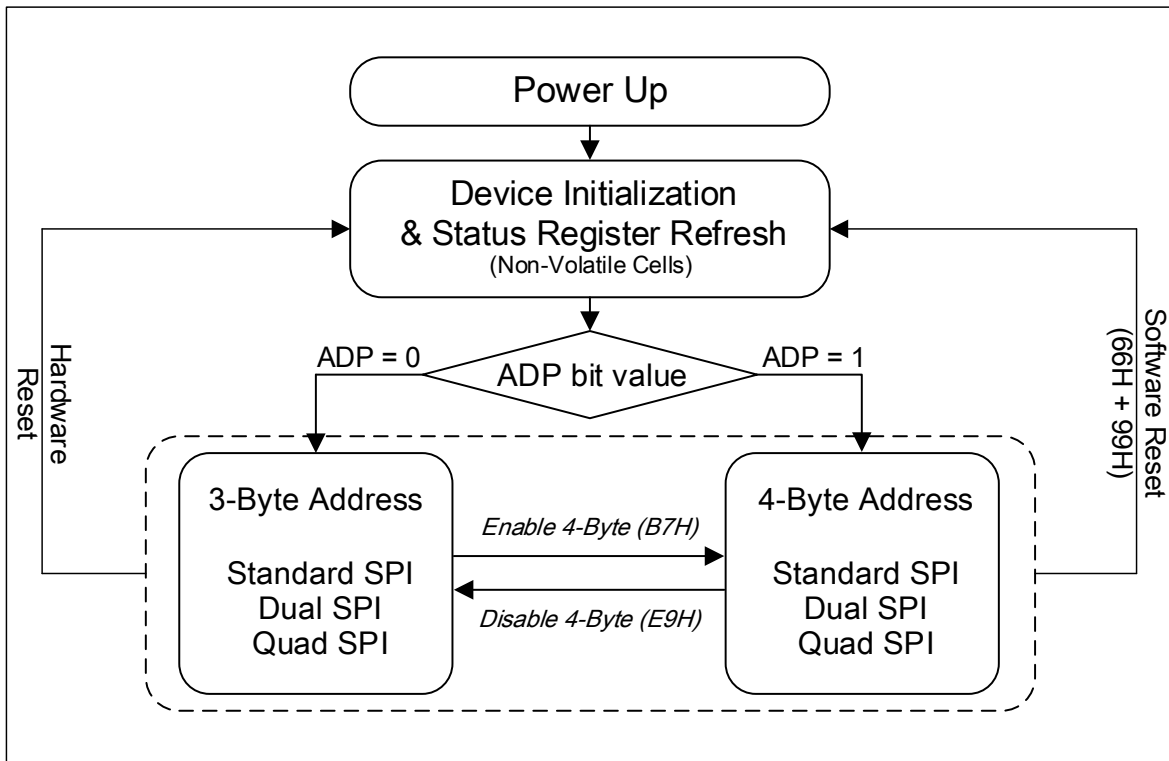 Power Up
Device Initialization
& Status Register Refresh
(Non-Volatile Cells)
ADP = 0
ADP bit value
ADP = 1
Hardware
Reset
Software Reset
(66H + 99H)
3-Byte Address
Standard SPI
Dual SPI
Quad SPI
Enable 4-Byte (B7H)
Disable 4-Byte (E9H)
4-Byte Address
Standard SPI
Dual SPI
Quad SPI